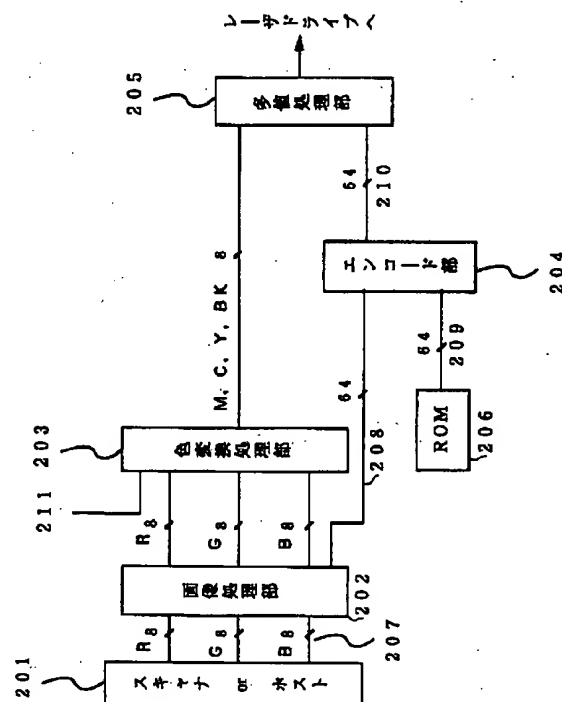 201
スキャナ or ホスト
R 8
G 8
B 8
207
画像処理部
202
R 8
G 8
B 8
211
203
色変換処理部
208
64
M, C, Y, BK 8
ROM
206
64
209
エンコード部
204
64
210
205
多値処理部
レーザドライブへ